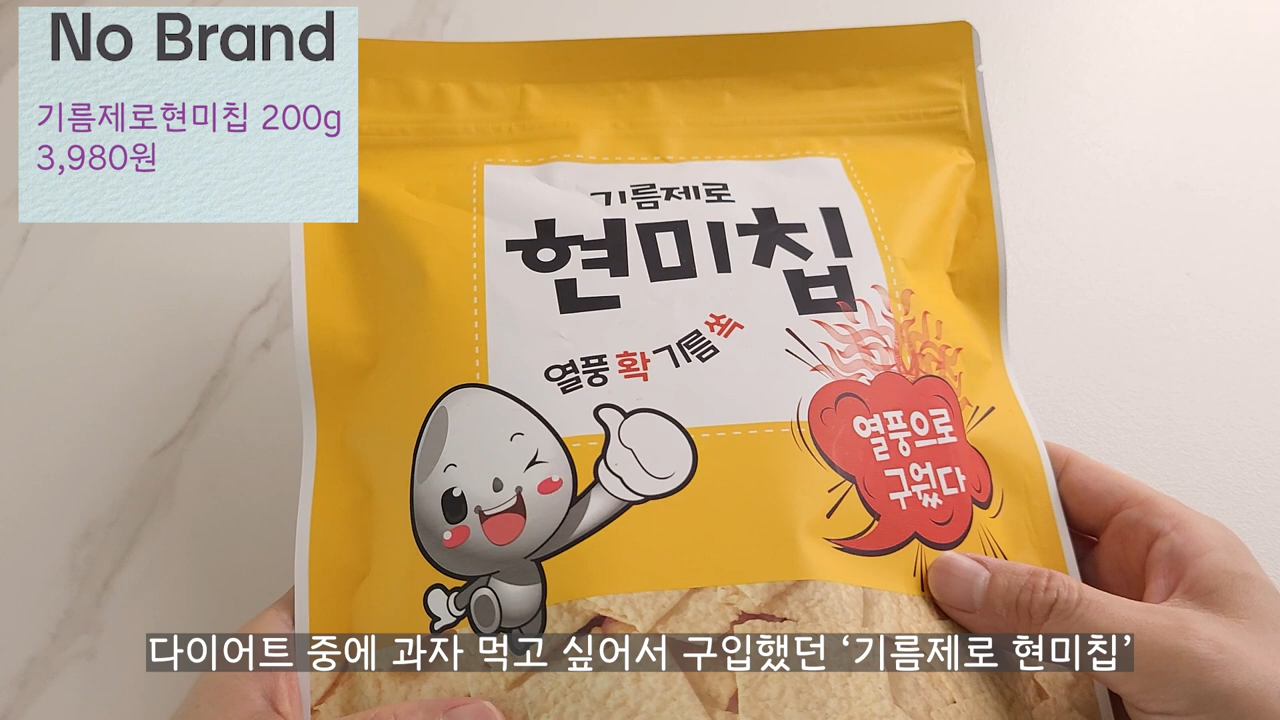 No Brand
기름제로현미칩 200g
3,980원
기름제로
현미칩
열풍 확 기름 쏙
열풍으로
구웠다
다이어트 중에 과자 먹고 싶어서 구입했던 ‘기름제로 현미칩’